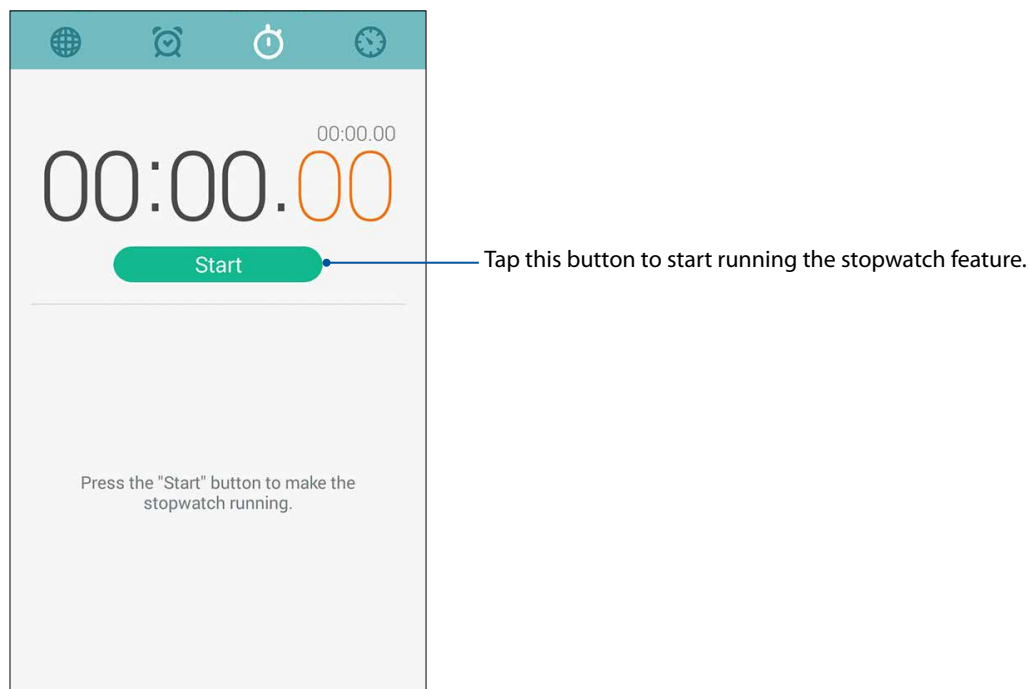 00:00.00
00:00.00
Start
Tap this button to start running the stopwatch feature.
Press the "Start" button to make the
stopwatch running.